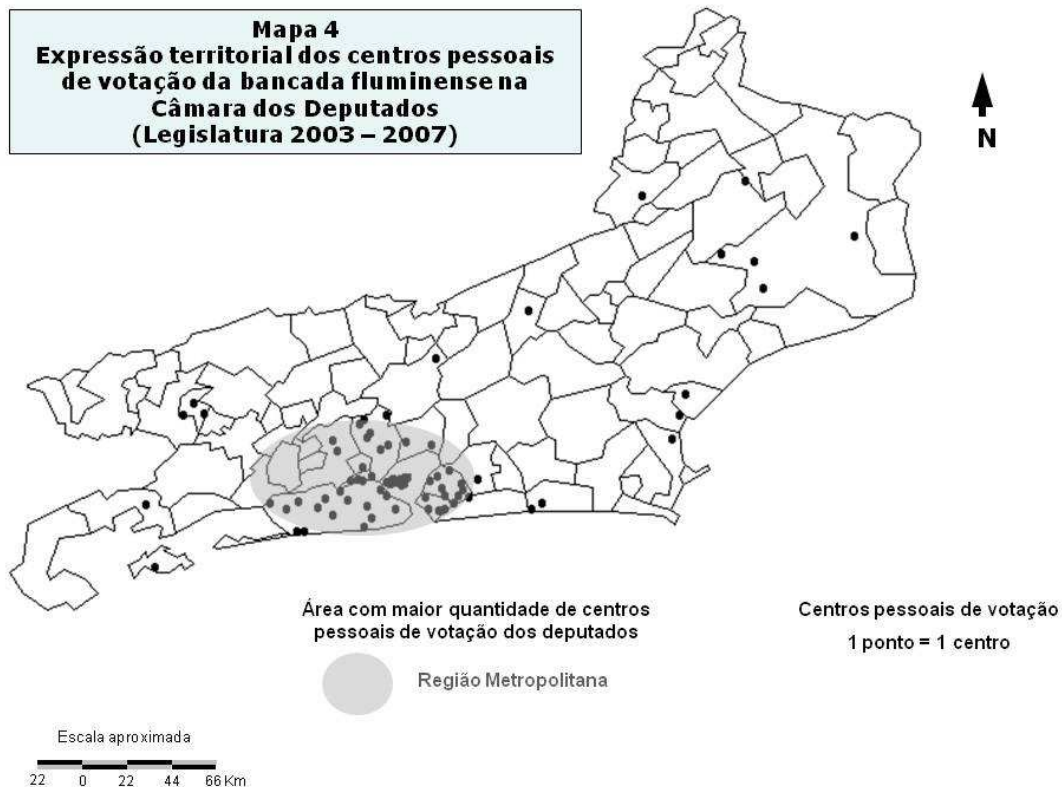 Mapa 4
Expressão territorial dos centros pessoais
de votação da bancada fluminense na
Câmara dos Deputados
(Legislatura 2003 – 2007)
N
Área com maior quantidade de centros
pessoais de votação dos deputados
Região Metropolitana
Centros pessoais de votação
1 ponto = 1 centro
Escala aproximada
22 0 22 44 66 Km